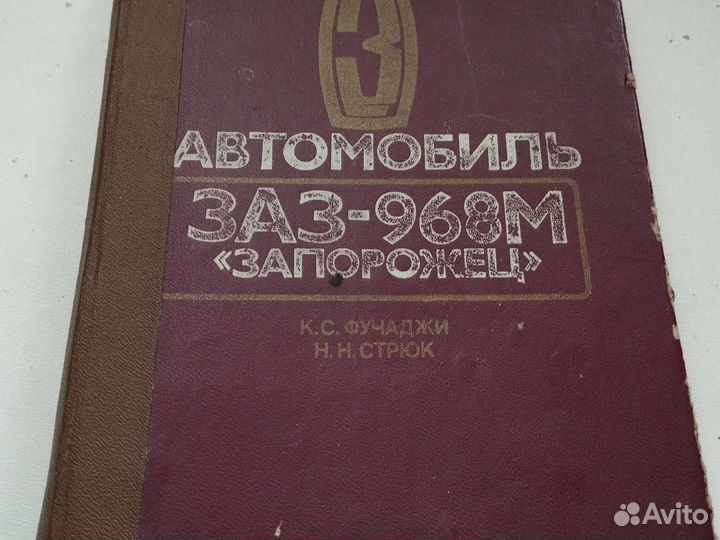 З
АВТОМОБИЛЬ
ЗАЗ-968М
«ЗАПОРОЖЕЦ»
К.С. ФУЧАДЖИ
Н.Н. СТРЮК
Avito